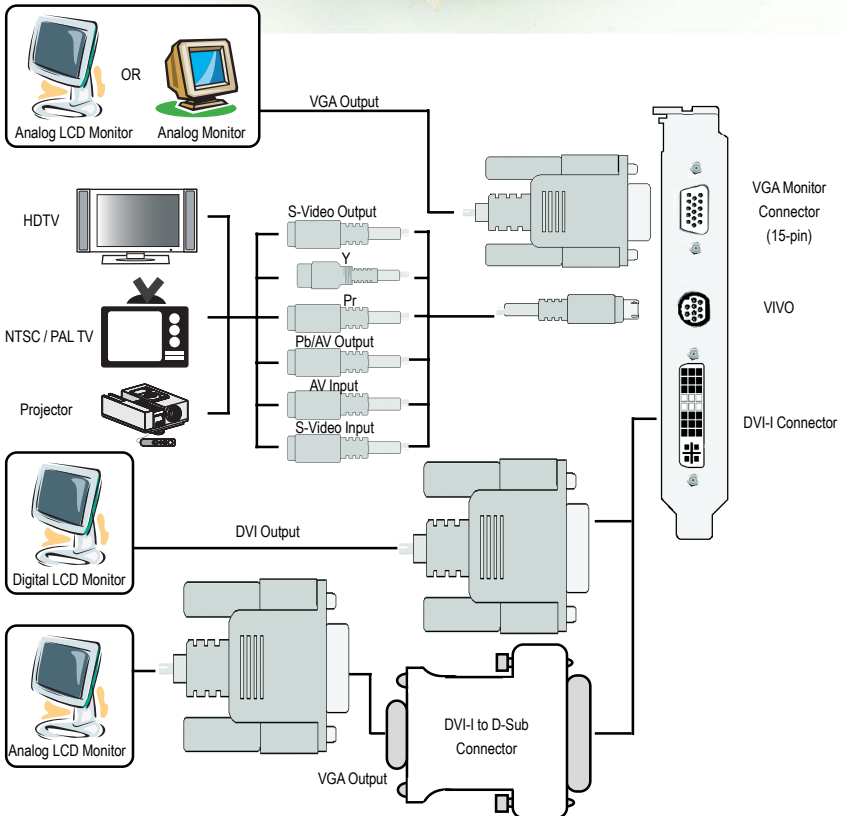 OR
Analog LCD Monitor
Analog Monitor
VGA Output
VGA Monitor
Connector
(15-pin)
HDTV
S-Video Output
Y
Pr
VIVO
NTSC / PAL TV
Pb/AV Output
AV Input
Projector
S-Video Input
DVI-I Connector
DVI Output
Digital LCD Monitor
DVI-I to D-Sub
Connector
Analog LCD Monitor
VGA Output